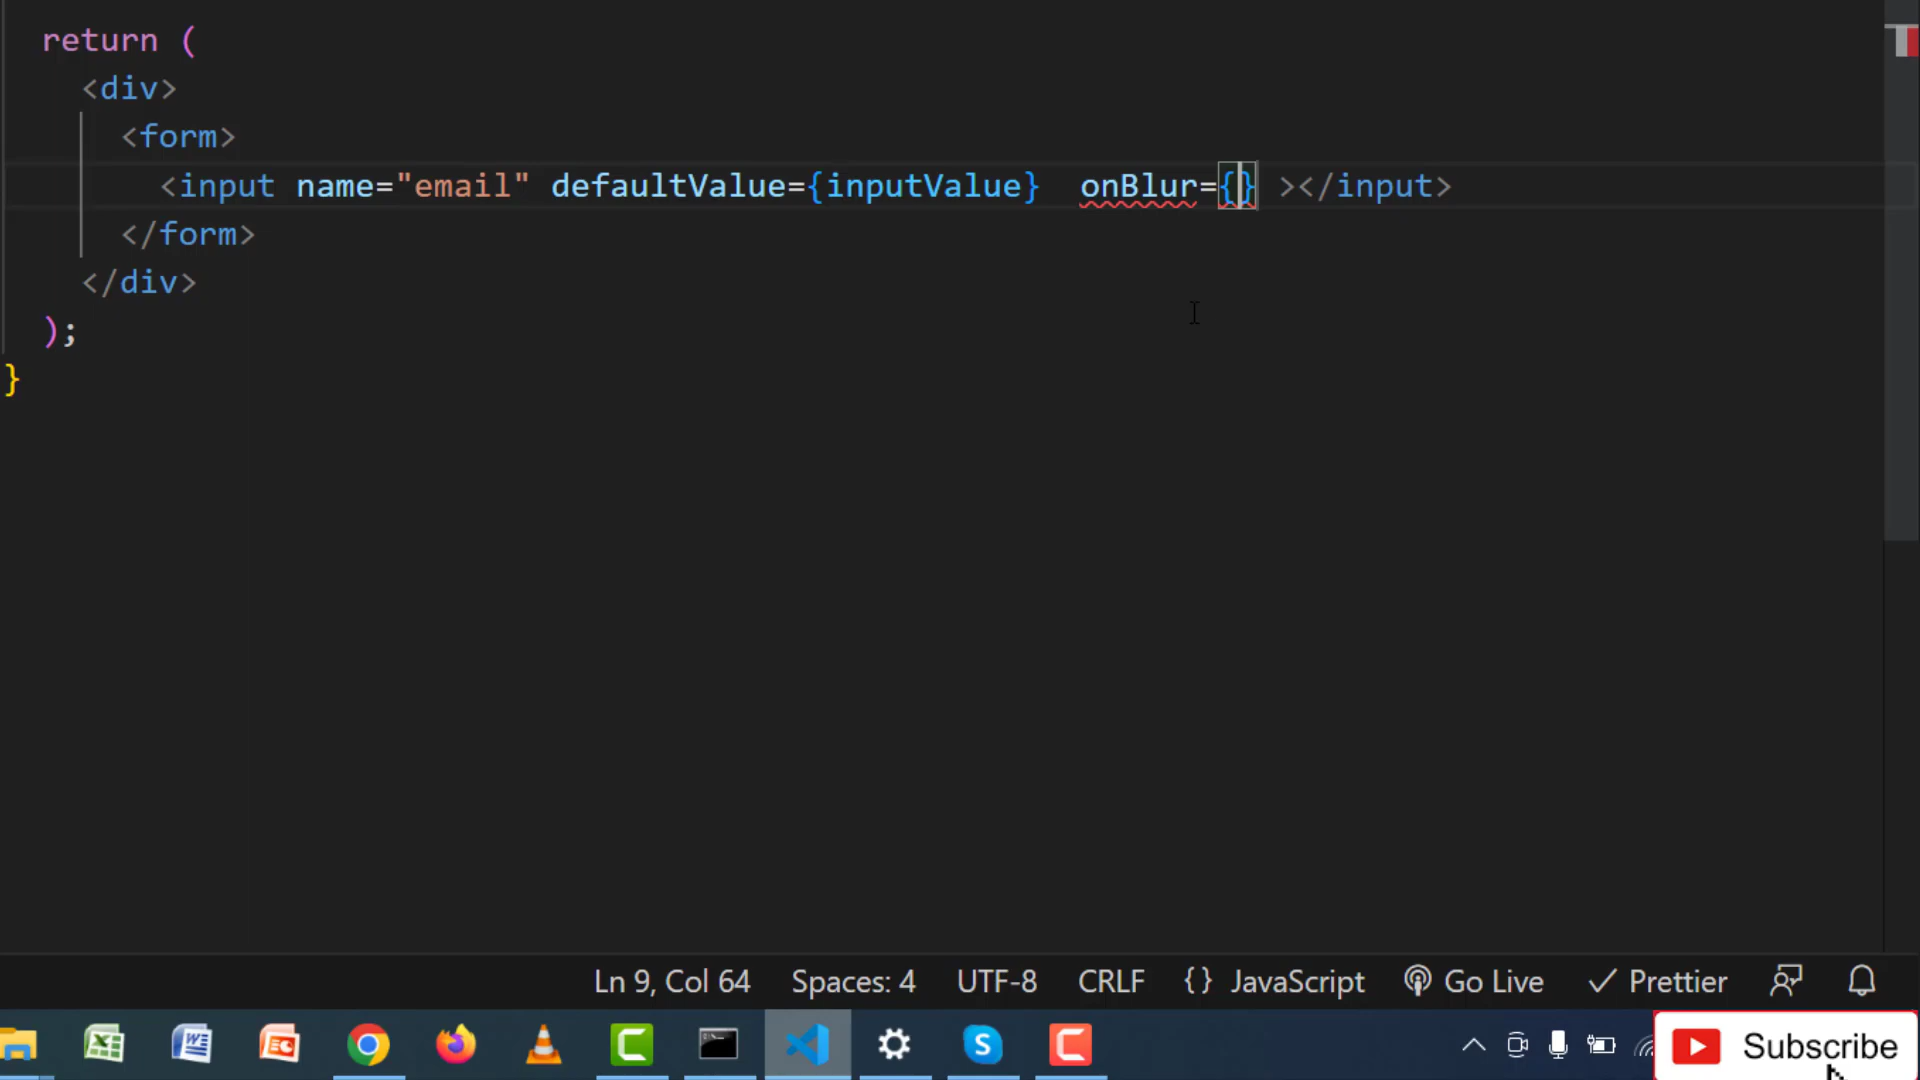 return (
<div>
<form>
<input name="email" defaultValue={inputValue}  onBlur={} ></input>
</form>
</div>
);
}
Ln 9, Col 64 Spaces: 4 UTF-8 CRLF {} JavaScript Go Live Prettier
Subscribe